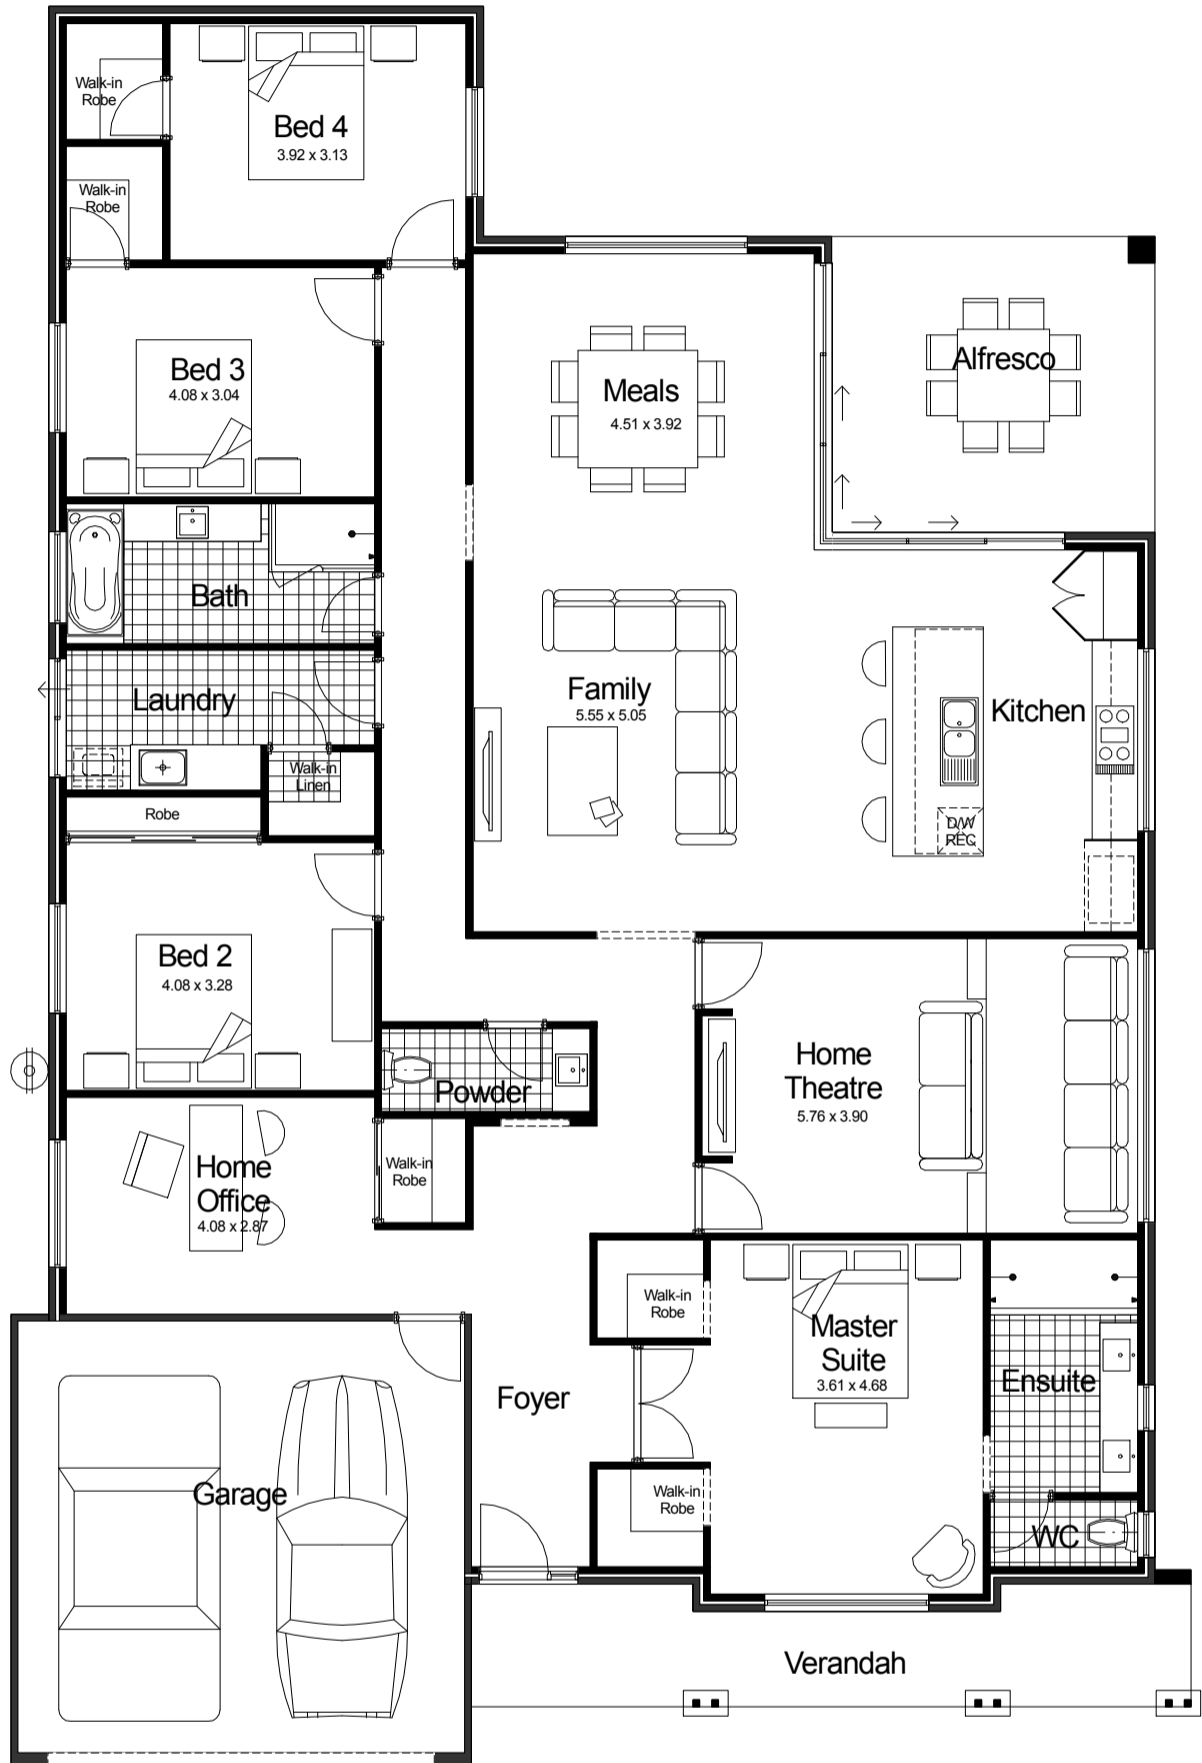 Walk-in
Robe
Bed 4
3.92 x 3.13
Walk-in
Robe
Bed 3
4.08 x 3.04
Meals
4.51 x 3.92
Alfresco
Bath
Laundry
Walk-in
Linen
Family
5.55 x 5.05
Kitchen
D/W
REC
Robe
Bed 2
4.08 x 3.28
Powder
Home
Theatre
5.76 x 3.90
Home
Office
4.08 x 2.87
Walk-in
Robe
Walk-in
Robe
Master
Suite
3.61 x 4.68
Ensuite
Foyer
Garage
Walk-in
Robe
WC
Verandah